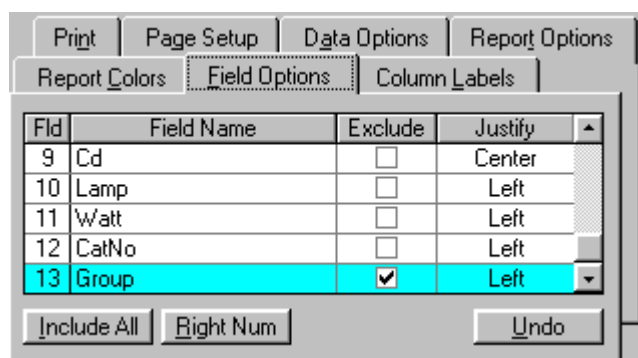 Print Page Setup Data Options Report Options
Report Colors Field Options Column Labels
Fld Field Name Exclude Justify
9 Cd Center
10 Lamp Left
11 Watt Left
12 CatNo Left
13 Group Left
Include All Right Num Undo